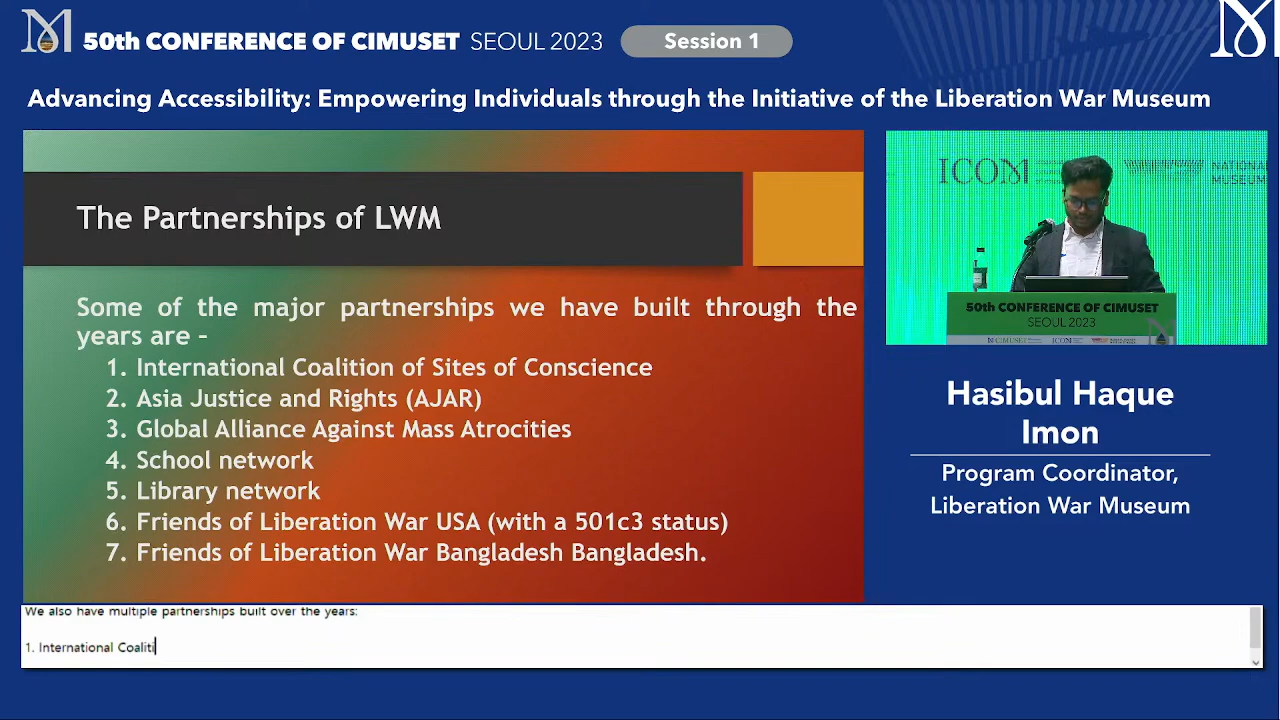 50th CONFERENCE OF CIMUSET SEOUL 2023 Session 1
Advancing Accessibility: Empowering Individuals through the Initiative of the Liberation War Museum
The Partnerships of LWM
Some of the major partnerships we have built through the
years are –
1. International Coalition of Sites of Conscience
2. Asia Justice and Rights (AJAR)
3. Global Alliance Against Mass Atrocities
4. School network
5. Library network
6. Friends of Liberation War USA (with a 501c3 status)
7. Friends of Liberation War Bangladesh Bangladesh.
ICOM
NATIONA
MUSEUM
50th CONFERENCE OF CIMUSET
SEOUL 2023
CIMUSET
ICOM
Hasibul Haque
Imon
Program Coordinator,
Liberation War Museum
We also have multiple partnerships built over the years:
1. International Coaliti